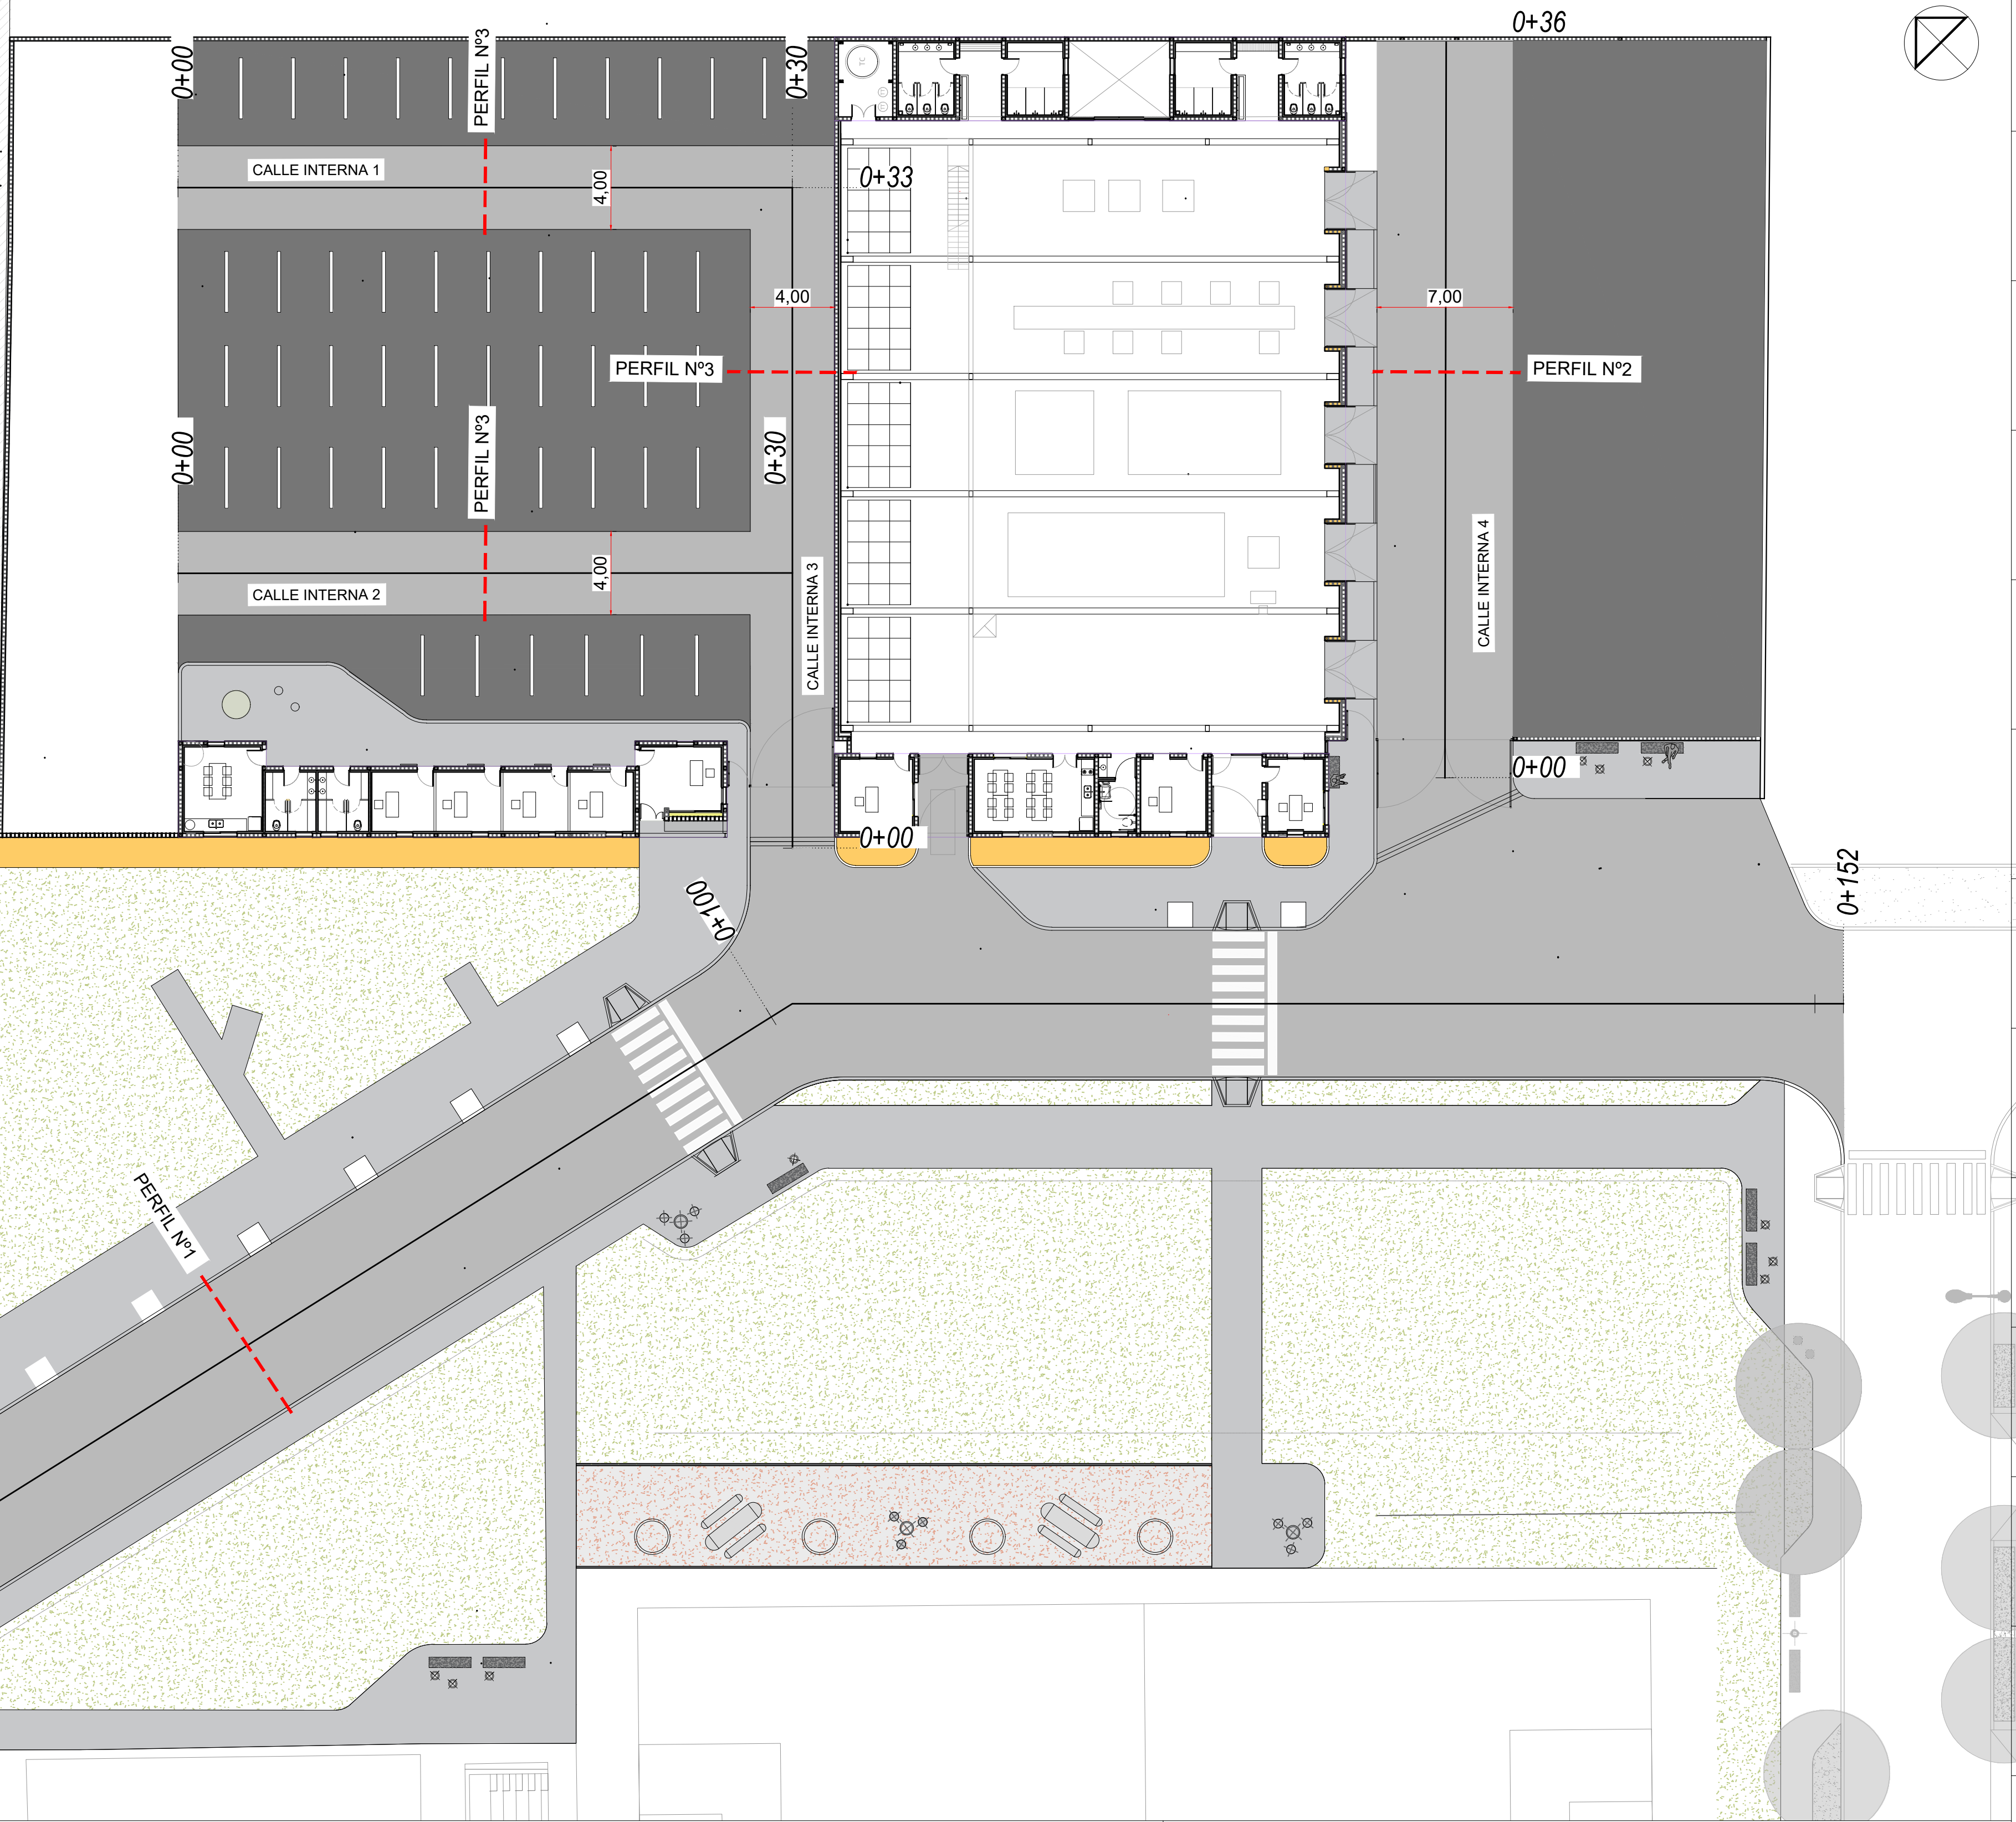 0+36
0+00
PERFIL Nº3
0+30
TC
CALLE INTERNA 1
4,00
0+33
4,00
7,00
PERFIL Nº3
PERFIL Nº2
0+00
PERFIL Nº3
0+30
4,00
CALLE INTERNA 2
CALLE INTERNA 3
CALLE INTERNA 4
0+00
0+00
0+100
0+152
PERFIL Nº1